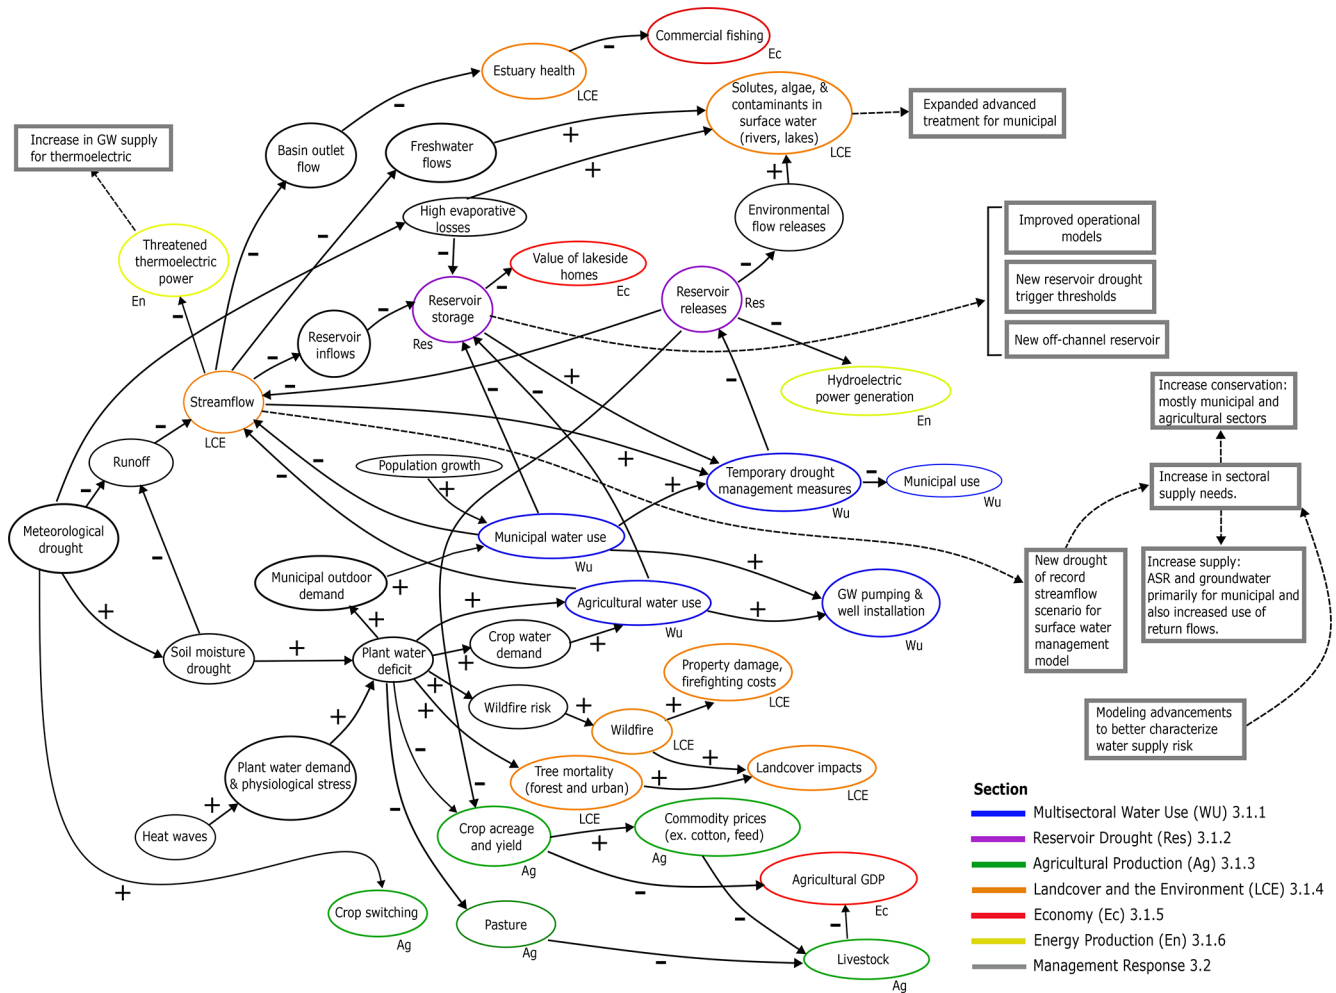 Commercial fishing
Ec
Estuary health
LCE
Solutes, algae, &
contaminants in
surface water
(rivers, lakes)
LCE
Expanded advanced
treatment for municipal
Increase in GW supply
for thermoelectric
Basin outlet
flow
Freshwater
flows
High evaporative
losses
Environmental
flow releases
Improved operational
models
New reservoir drought
trigger thresholds
New off-channel reservoir
Threatened
thermoelectric
power
En
Value of lakeside
homes
Ec
Reservoir
storage
Res
Reservoir
releases
Res
Reservoir
inflows
Hydroelectric
power generation
En
Streamflow
LCE
Increase conservation:
mostly municipal and
agricultural sectors
Runoff
Population growth
Temporary drought
management measures
Wu
Municipal use
Wu
Increase in sectoral
supply needs.
Meteorological
drought
Municipal water use
Wu
Municipal outdoor
demand
Agricultural water use
Wu
GW pumping &
well installation
Wu
New drought
of record
streamflow
scenario for
surface water
management
model
Increase supply:
ASR and groundwater
primarily for municipal and
also increased use of
return flows.
Soil moisture
drought
Plant water
deficit
Crop water
demand
Property damage,
firefighting costs
LCE
Wildfire risk
Wildfire
LCE
Modeling advancements
to better characterize
water supply risk
Plant water demand
& physiological stress
Tree mortality
(forest and urban)
LCE
Landcover impacts
LCE
Heat waves
Crop acreage
and yield
Ag
Commodity prices
(ex. cotton, feed)
Ag
Agricultural GDP
Ec
Crop switching
Ag
Pasture
Ag
Livestock
Ag
Section
Multisectoral Water Use (WU) 3.1.1
Reservoir Drought (Res) 3.1.2
Agricultural Production (Ag) 3.1.3
Landcover and the Environment (LCE) 3.1.4
Economy (Ec) 3.1.5
Energy Production (En) 3.1.6
Management Response 3.2